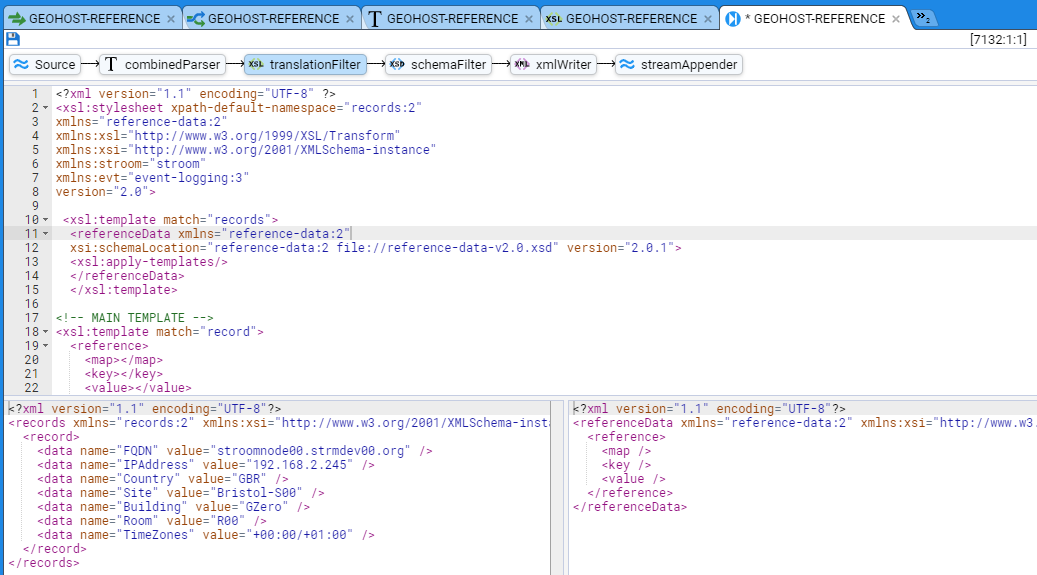 GEOHOST-REFERENCE × GEOHOST-REFERENCE × T GEOHOST-REFERENCE × XSL GEOHOST-REFERENCE × * GEOHOST-REFERENCE × »2
[7132:1:1]
Source T combinedParser XSL translationFilter XSD schemaFilter XML xmlWriter streamAppender
1 <?xml version="1.1" encoding="UTF-8" ?>
2 <xsl:stylesheet xpath-default-namespace="records:2"
3 xmlns="reference-data:2"
4 xmlns:xsl="http://www.w3.org/1999/XSL/Transform"
5 xmlns:xsi="http://www.w3.org/2001/XMLSchema-instance"
6 xmlns:stroom="stroom"
7 xmlns:evt="event-logging:3"
8 version="2.0">
9
10 <xsl:template match="records">
11 <referenceData xmlns="reference-data:2"
12 xsi:schemaLocation="reference-data:2 file://reference-data-v2.0.xsd" version="2.0.1">
13 <xsl:apply-templates/>
14 </referenceData>
15 </xsl:template>
16
17 <!-- MAIN TEMPLATE -->
18 <xsl:template match="record">
19 <reference>
20 <map></map>
21 <key></key>
22 <value></value>
<?xml version="1.1" encoding="UTF-8"?>
<records xmlns="records:2" xmlns:xsi="http://www.w3.org/2001/XMLSchema-insta
<record>
<data name="FQDN" value="stroomnode00.strmdev00.org" />
<data name="IPAddress" value="192.168.2.245" />
<data name="Country" value="GBR" />
<data name="Site" value="Bristol-S00" />
<data name="Building" value="GZero" />
<data name="Room" value="R00" />
<data name="TimeZones" value="+00:00/+01:00" />
</record>
</records>
<?xml version="1.1" encoding="UTF-8"?>
<referenceData xmlns="reference-data:2" xmlns:xsi="http://www.w3.
<reference>
<map />
<key />
<value />
</reference>
</referenceData>